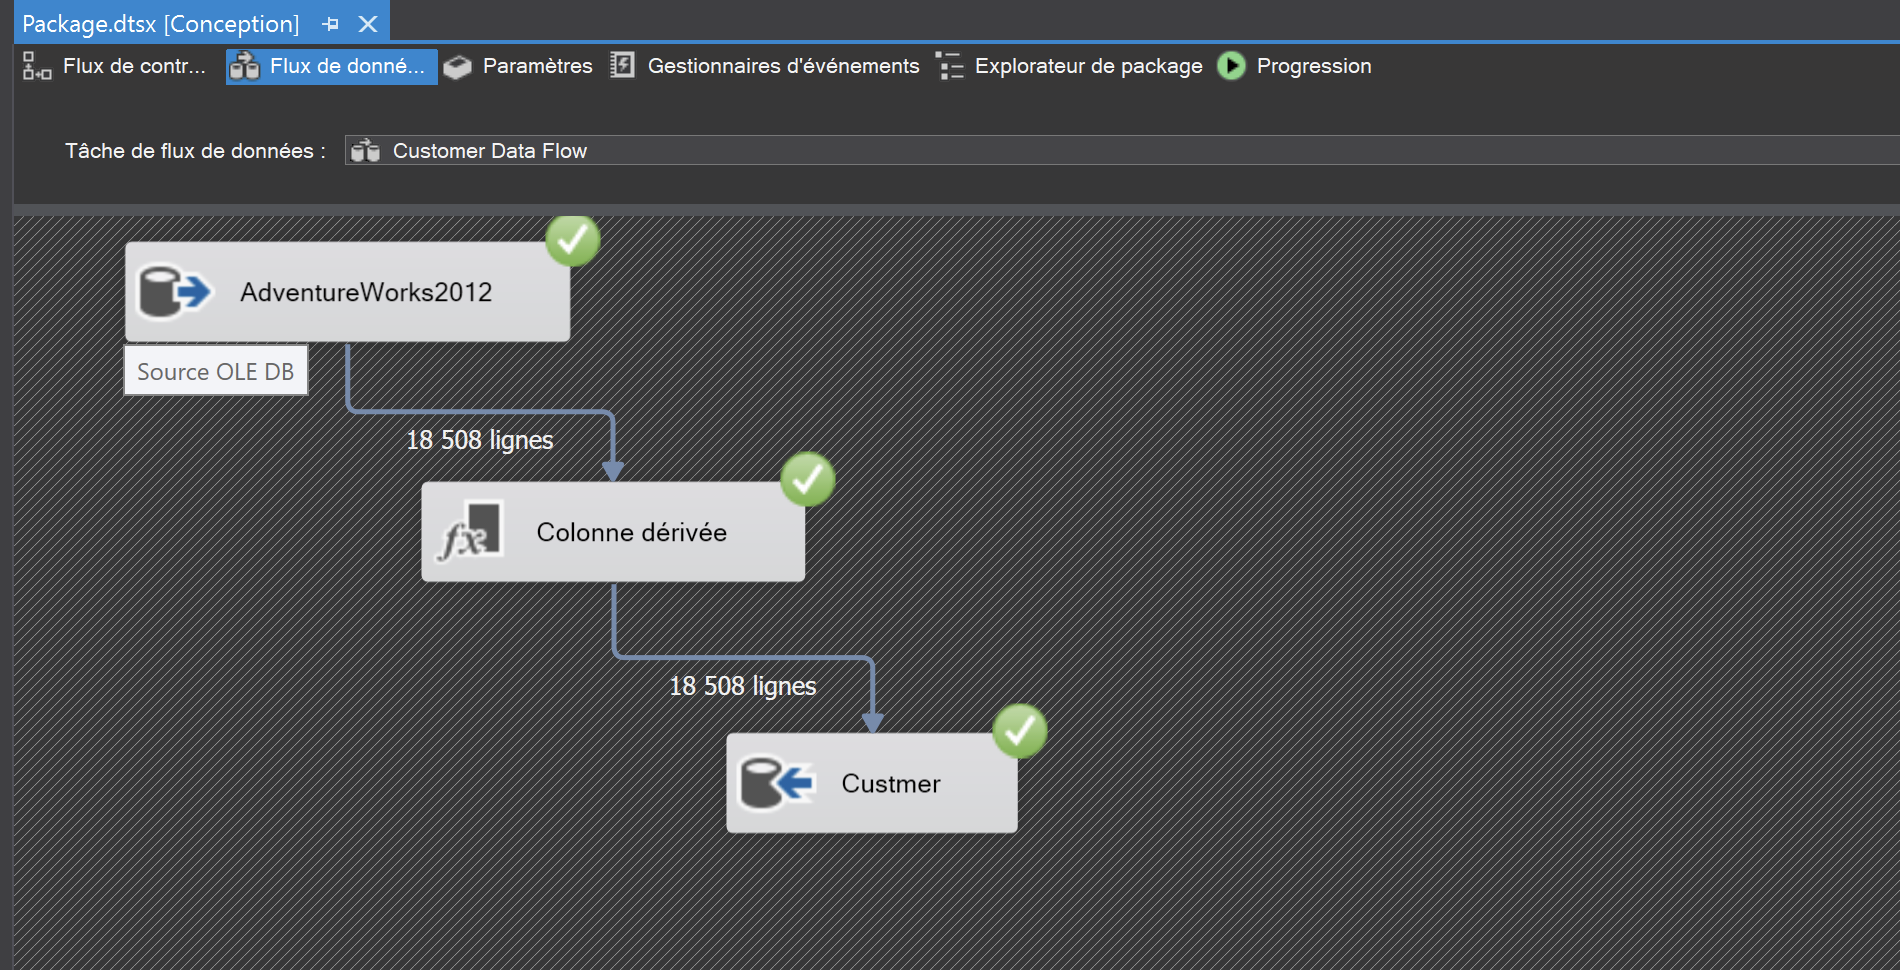 Package.dtsx [Conception]
Flux de contr... Flux de donné... Paramètres Gestionnaires d'événements Explorateur de package Progression
Tâche de flux de données : Customer Data Flow
AdventureWorks2012
Source OLE DB
18 508 lignes
fx Colonne dérivée
18 508 lignes
Custmer